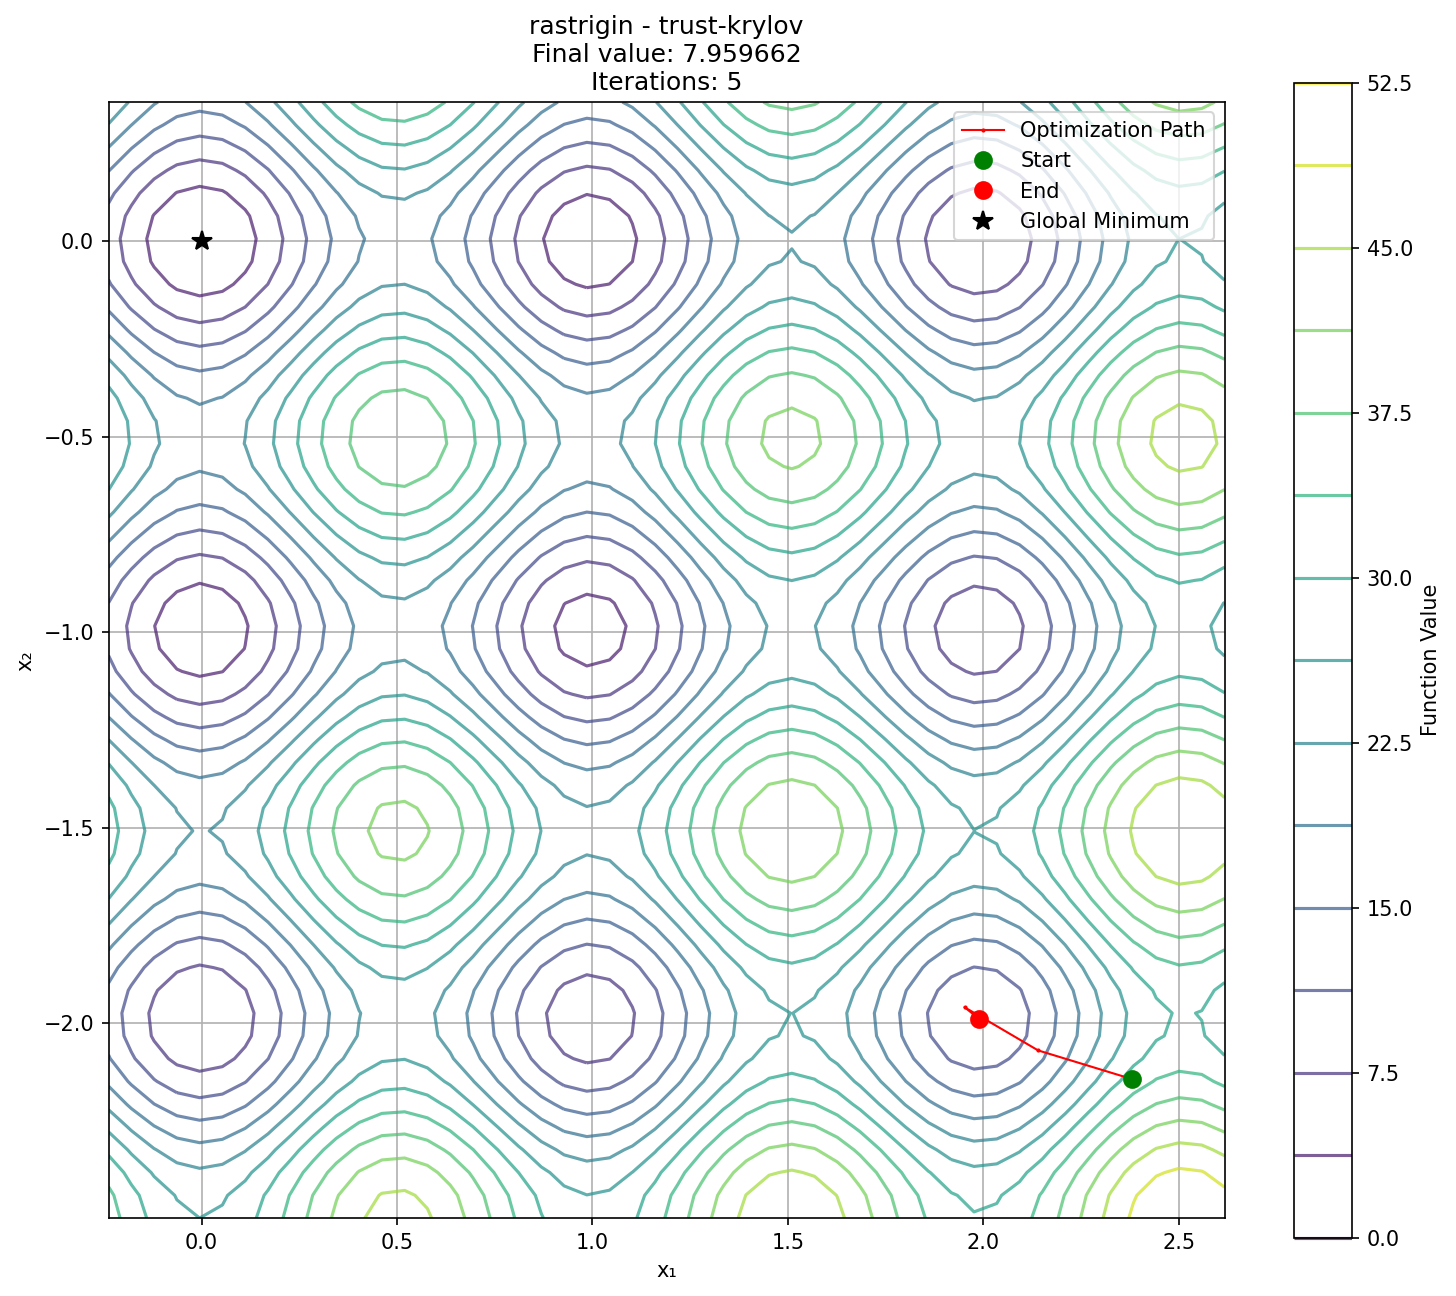 rastrigin - trust-krylov
Final value: 7.959662
Iterations: 5
Optimization Path
Start
End
Global Minimum
0.0
−0.5
−1.0
−1.5
−2.0
x₂
0.0
0.5
1.0
1.5
2.0
2.5
x₁
52.5
45.0
37.5
30.0
22.5
15.0
7.5
0.0
Function Value